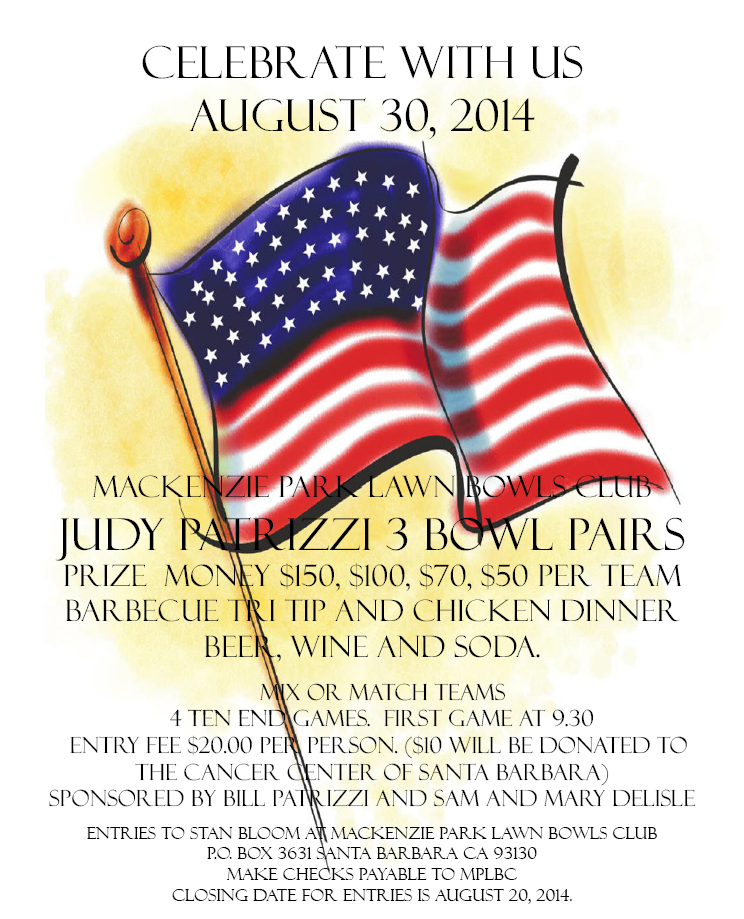 CELEBRATE WITH US
AUGUST 30, 2014
MACKENZIE PARK LAWN BOWLS CLUB
JUDY PATRIZZI 3 BOWL PAIRS
PRIZE MONEY $150, $100, $70, $50 PER TEAM
BARBECUE TRI TIP AND CHICKEN DINNER
BEER, WINE AND SODA.
MIX OR MATCH TEAMS
4 TEN END GAMES. FIRST GAME AT 9.30
ENTRY FEE $20.00 PER PERSON. ($10 WILL BE DONATED TO
THE CANCER CENTER OF SANTA BARBARA)
SPONSORED BY BILL PATRIZZI AND SAM AND MARY DELISLE
ENTRIES TO STAN BLOOM AT MACKENZIE PARK LAWN BOWLS CLUB
P.O. BOX 3631 SANTA BARBARA CA 93130
MAKE CHECKS PAYABLE TO MPLBC
CLOSING DATE FOR ENTRIES IS AUGUST 20, 2014.